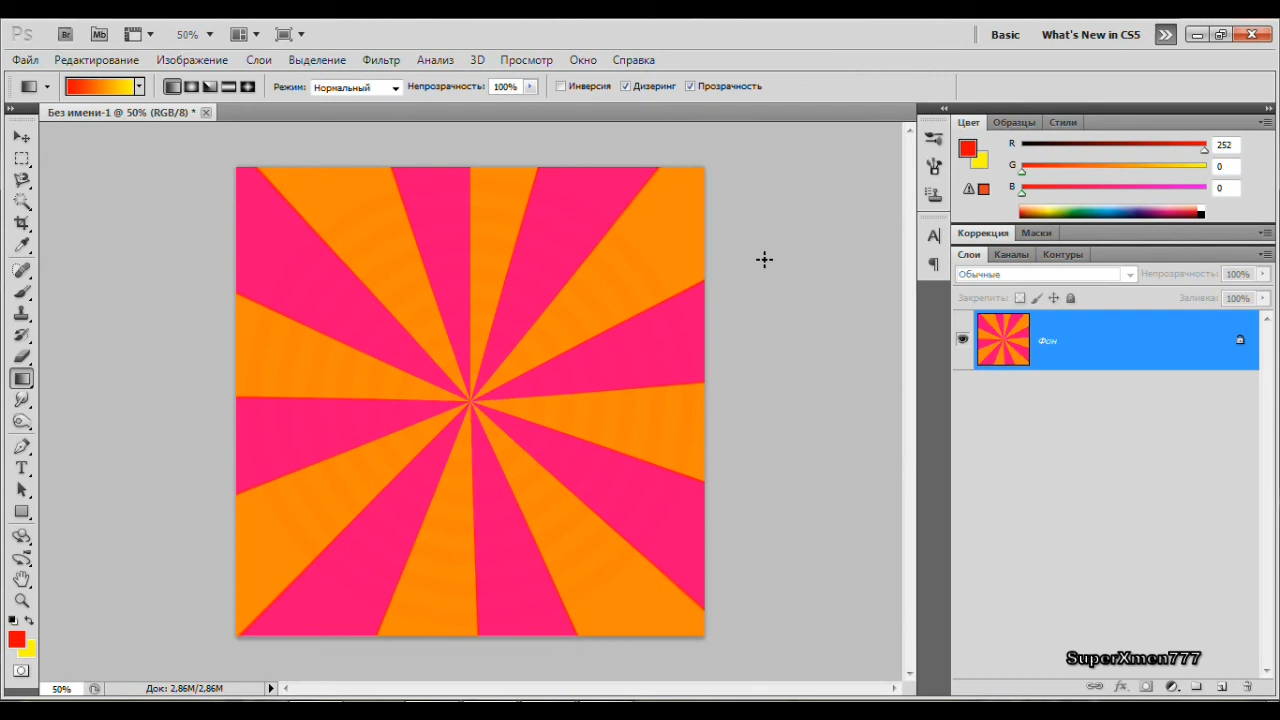 Ps Br Mb 50% Basic What's New in CS5
Файл Редактирование Изображение Слои Выделение Фильтр Анализ 3D Просмотр Окно Справка
Режим: Нормальный Непрозрачность: 100% Инверсия Дизеринг Прозрачность
Без имени-1 @ 50% (RGB/8) *
Цвет Образцы Стили
R 252
G 0
B 0
Коррекция Маски
Слои Каналы Контуры
Обычные Непрозрачность: 100%
Закрепить: Заливка: 100%
Фон
SuperXmen777
50% Док: 2,86M/2,86M